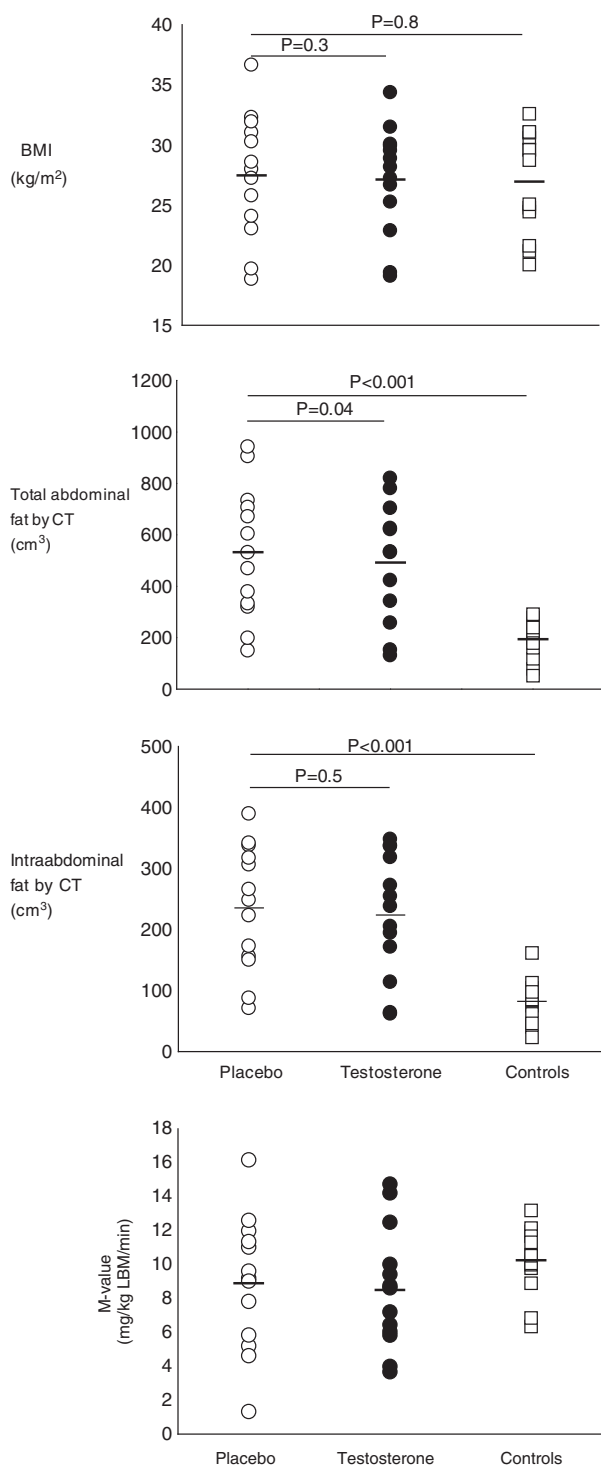 40
35
30
25
20
15
BMI
(kg/m²)
P=0.8
P=0.3
1200
1000
800
600
400
200
0
Total abdominal
fat by CT
(cm³)
P<0.001
P=0.04
500
400
300
200
100
0
Intraabdominal
fat by CT
(cm³)
P<0.001
P=0.5
Placebo Testosterone Controls
18
16
14
12
10
8
6
4
2
0
M-value
(mg/kg LBM/min)
Placebo Testosterone Controls